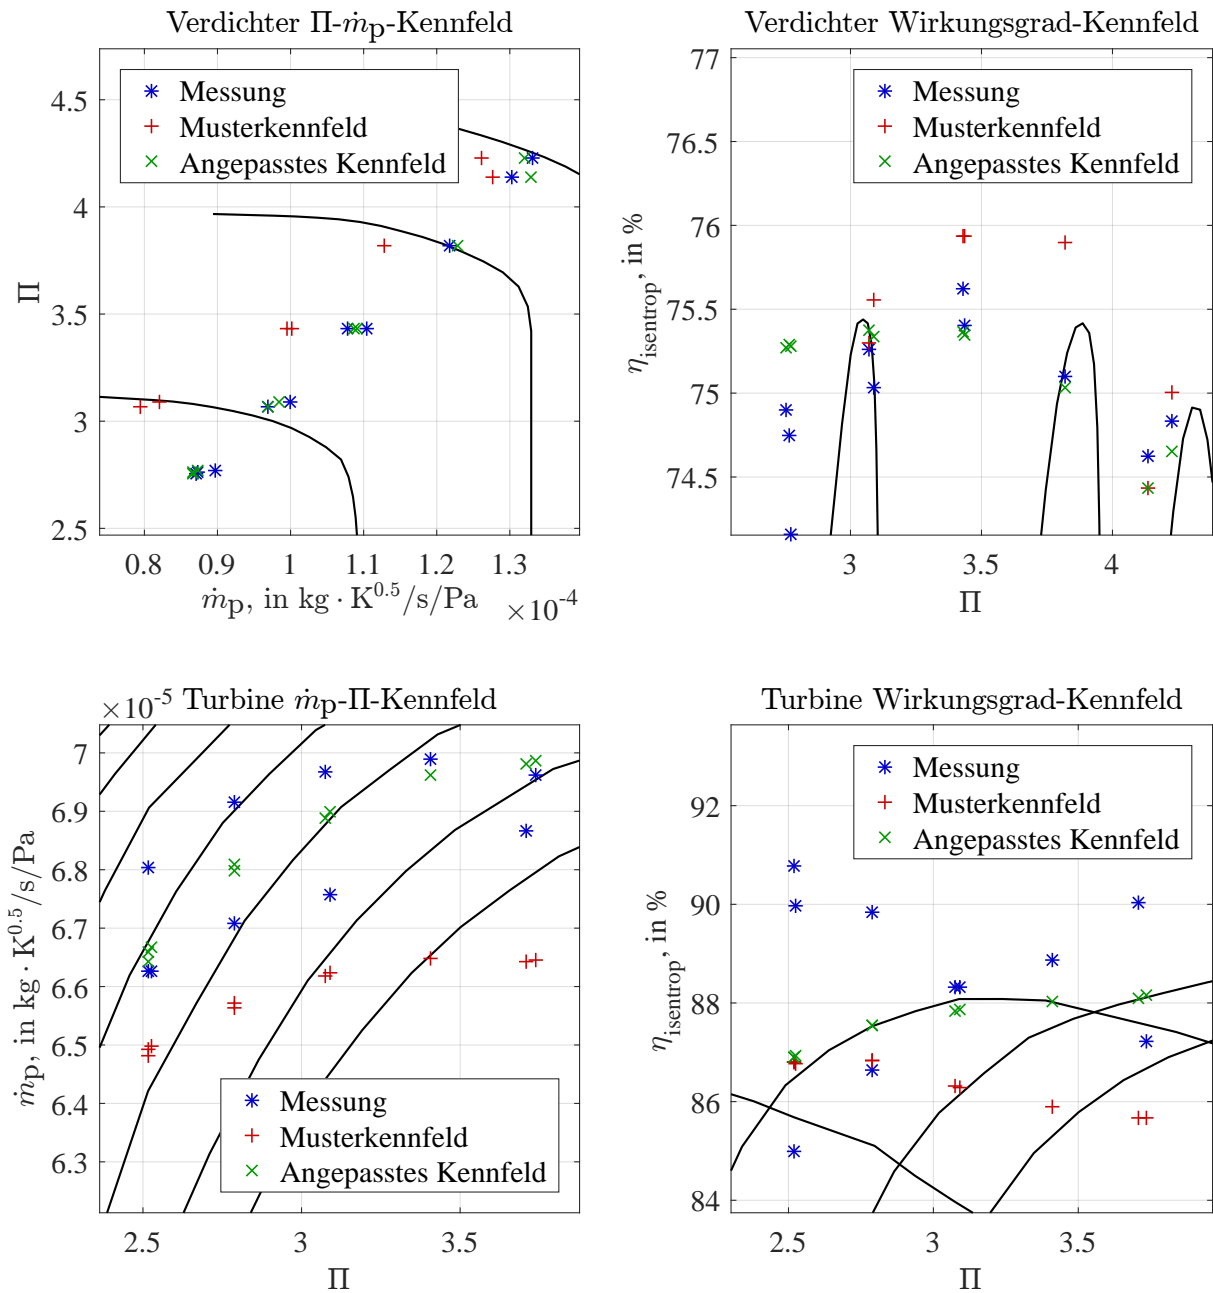 Verdichter Π-ṁp-Kennfeld
4.5
4
3.5
3
2.5
Π
Messung
Musterkennfeld
Angepasstes Kennfeld
0.8 0.9 1 1.1 1.2 1.3
ṁp, in kg · K^0.5/s/Pa
×10^-4
Verdichter Wirkungsgrad-Kennfeld
77
76.5
76
75.5
75
74.5
η_isentrop, in %
Messung
Musterkennfeld
Angepasstes Kennfeld
3 3.5 4
Π
×10^-5 Turbine ṁp-Π-Kennfeld
7
6.9
6.8
6.7
6.6
6.5
6.4
6.3
ṁp, in kg · K^0.5/s/Pa
Messung
Musterkennfeld
Angepasstes Kennfeld
2.5 3 3.5
Π
Turbine Wirkungsgrad-Kennfeld
92
90
88
86
84
η_isentrop, in %
Messung
Musterkennfeld
Angepasstes Kennfeld
2.5 3 3.5
Π